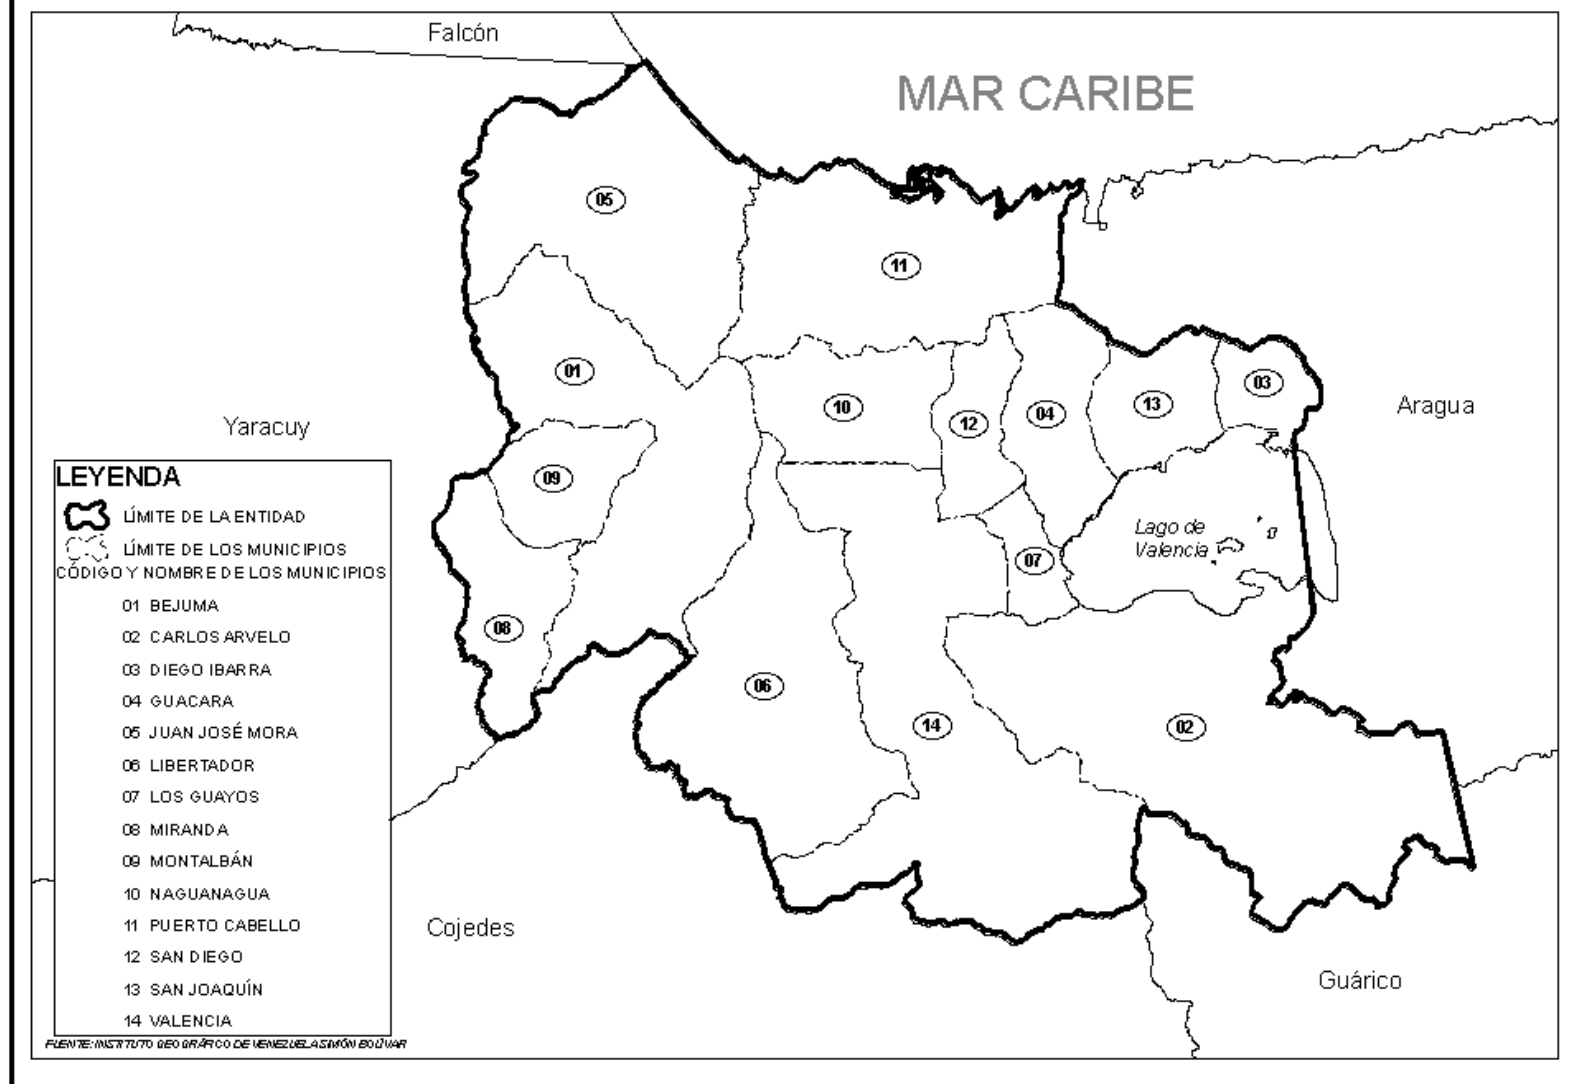 Falcón
MAR CARIBE
05
11
01
03
Aragua
10
13
04
12
Yaracuy
09
Lago de
Valencia
07
08
06
14
02
Cojedes
Guárico
LEYENDA
LÍMITE DE LA ENTIDAD
LÍMITE DE LOS MUNICIPIOS
CÓDIGO Y NOMBRE DE LOS MUNICIPIOS
01 BEJUMA
02 CARLOS ARVELO
03 DIEGO IBARRA
04 GUACARA
05 JUAN JOSÉ MORA
06 LIBERTADOR
07 LOS GUAYOS
08 MIRANDA
09 MONTALBÁN
10 NAGUANAGUA
11 PUERTO CABELLO
12 SAN DIEGO
13 SAN JOAQUÍN
14 VALENCIA
FUENTE: INSTITUTO GEOGRÁFICO DE VENEZUELA SIMÓN BOLÍVAR